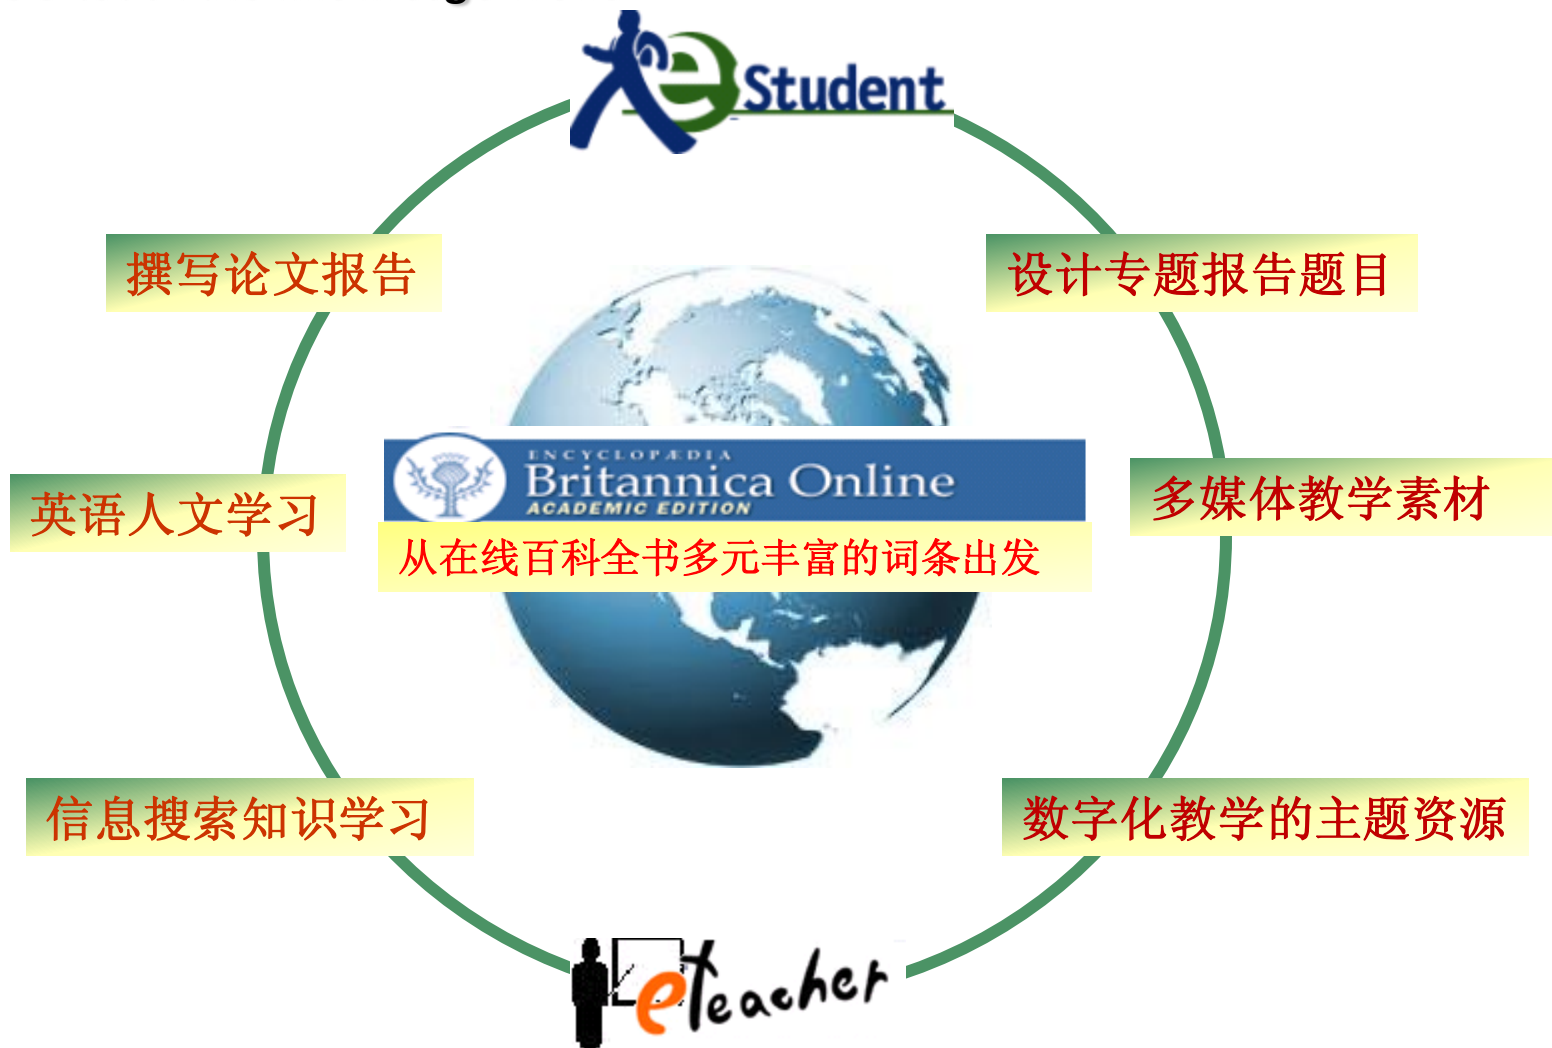 eStudent
撰写论文报告
设计专题报告题目
ENCYCLOPÆDIA
Britannica Online
ACADEMIC EDITION
英语人文学习
多媒体教学素材
从在线百科全书多元丰富的词条出发
信息搜索知识学习
数字化教学的主题资源
eTeacher